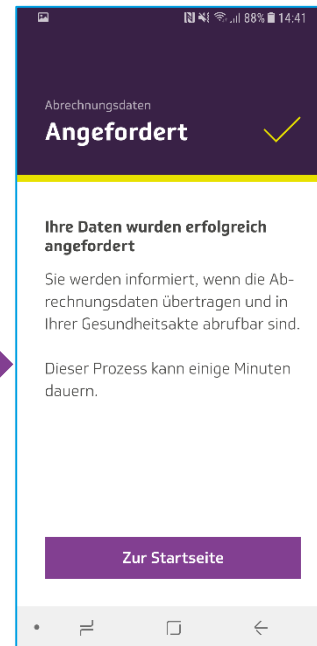 88% 14:41
Abrechnungsdaten
Angefordert
Ihre Daten wurden erfolgreich
angefordert
Sie werden informiert, wenn die Ab-
rechnungsdaten übertragen und in
Ihrer Gesundheitsakte abrufbar sind.
Dieser Prozess kann einige Minuten
dauern.
Zur Startseite